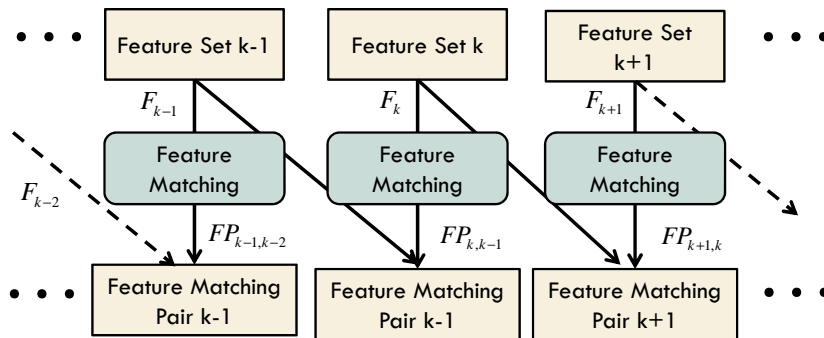 Feature Set k-1
Feature Set k
Feature Set
k+1
F_{k-1}
F_k
F_{k+1}
Feature
Matching
Feature
Matching
Feature
Matching
F_{k-2}
FP_{k-1,k-2}
FP_{k,k-1}
FP_{k+1,k}
Feature Matching
Pair k-1
Feature Matching
Pair k-1
Feature Matching
Pair k+1